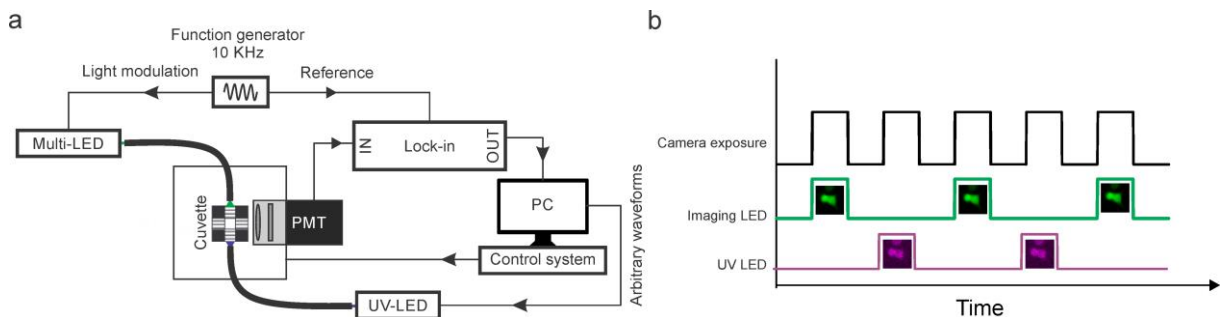 a
Function generator
10 KHz
Light modulation
Reference
Multi-LED
IN
Lock-in
OUT
Cuvette
PMT
PC
Control system
UV-LED
Arbitrary waveforms
b
Camera exposure
Imaging LED
UV LED
Time